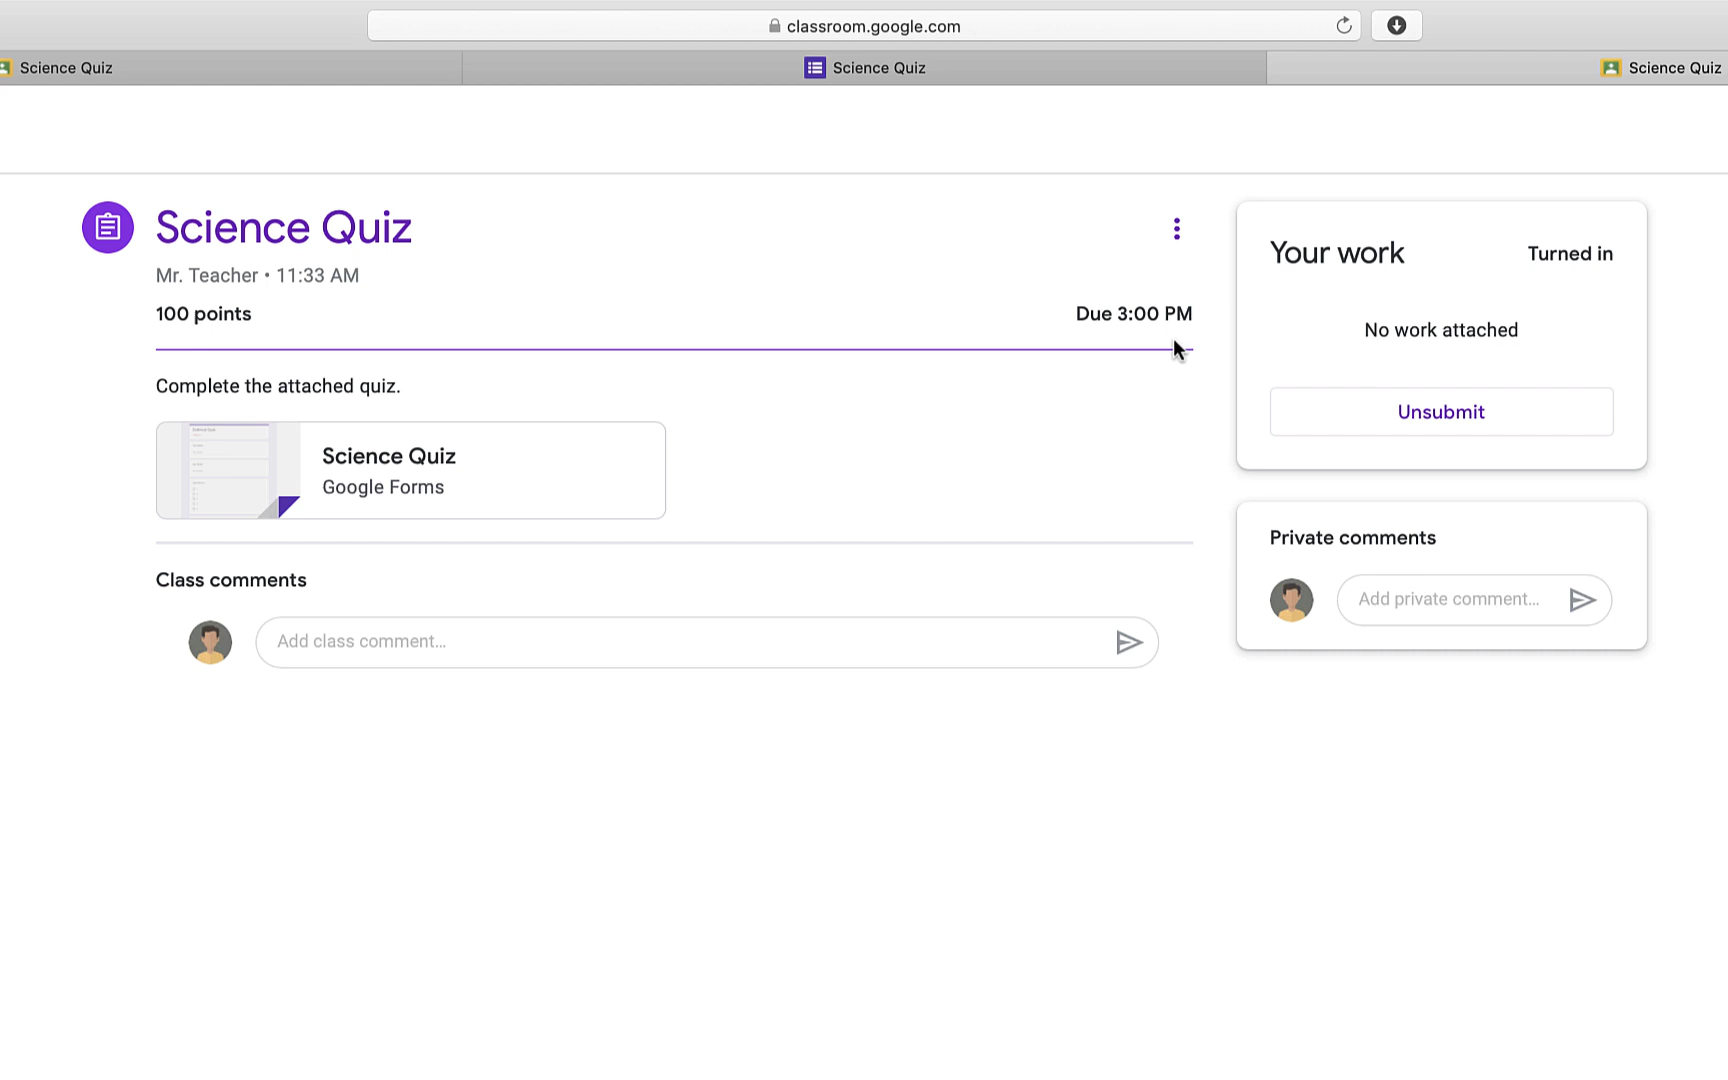 classroom.google.com
Science Quiz
Science Quiz
Science Quiz
Science Quiz
Mr. Teacher • 11:33 AM
100 points
Due 3:00 PM
Complete the attached quiz.
Science Quiz
Google Forms
Class comments
Add class comment...
Your work
Turned in
No work attached
Unsubmit
Private comments
Add private comment...